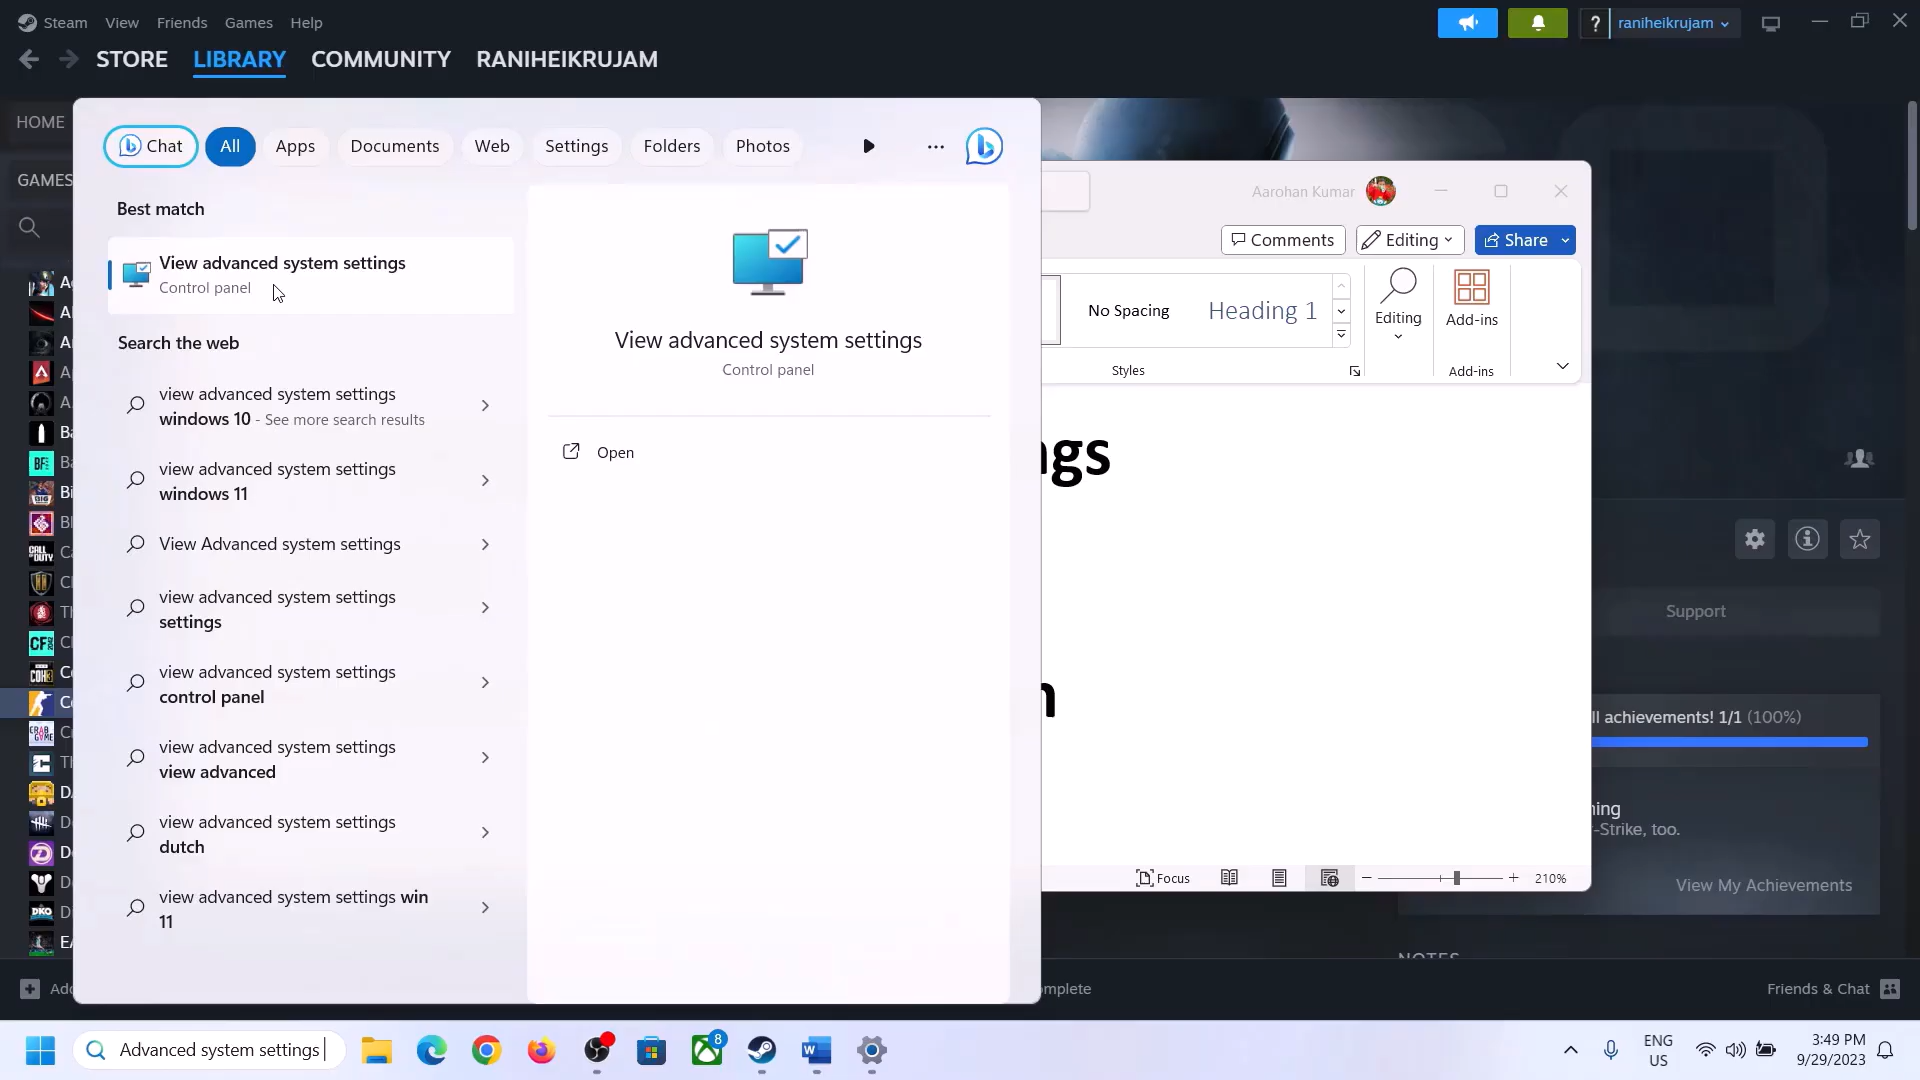 Steam View Friends Games Help
raniheikrujam
STORE LIBRARY COMMUNITY RANIHEIKRUJAM
HOME
GAMES
Chat All Apps Documents Web Settings Folders Photos
Best match
View advanced system settings
Control panel
Search the web
view advanced system settings
windows 10 - See more search results
view advanced system settings
windows 11
View Advanced system settings
view advanced system settings
settings
view advanced system settings
control panel
view advanced system settings
view advanced
view advanced system settings
dutch
view advanced system settings win
11
View advanced system settings
Control panel
Open
Aarohan Kumar
Comments Editing Share
No Spacing Heading 1
Editing
Add-ins
Styles
Add-ins
ngs
n
Focus
210%
Support
ll achievements! 1/1 (100%)
ning
-Strike, too.
View My Achievements
NOTES
omplete
Friends & Chat
Advanced system settings
8
ENG
US
3:49 PM
9/29/2023